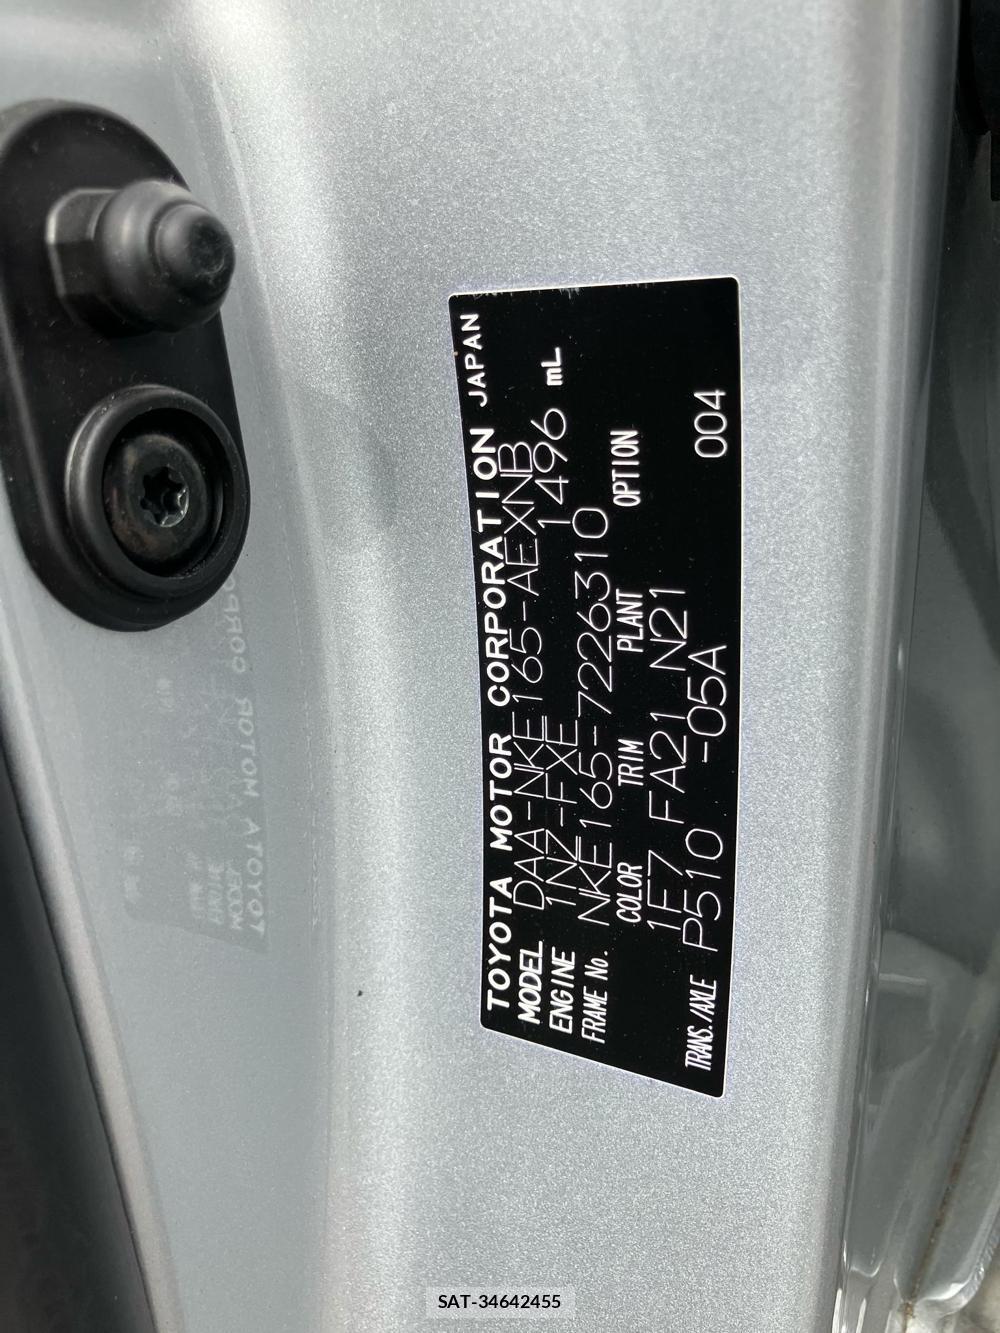 TOYOTA MOTOR CORPORATION JAPAN
MODEL DAA-NKE165-AEXNB
ENGINE 1NZ-FXE 1496 mL
FRAME No. NKE165-7226310
COLOR TRIM PLANT OPTION
1F7 FA21 N21
TRANS./AXLE P510 -05A 004
SAT-34642455